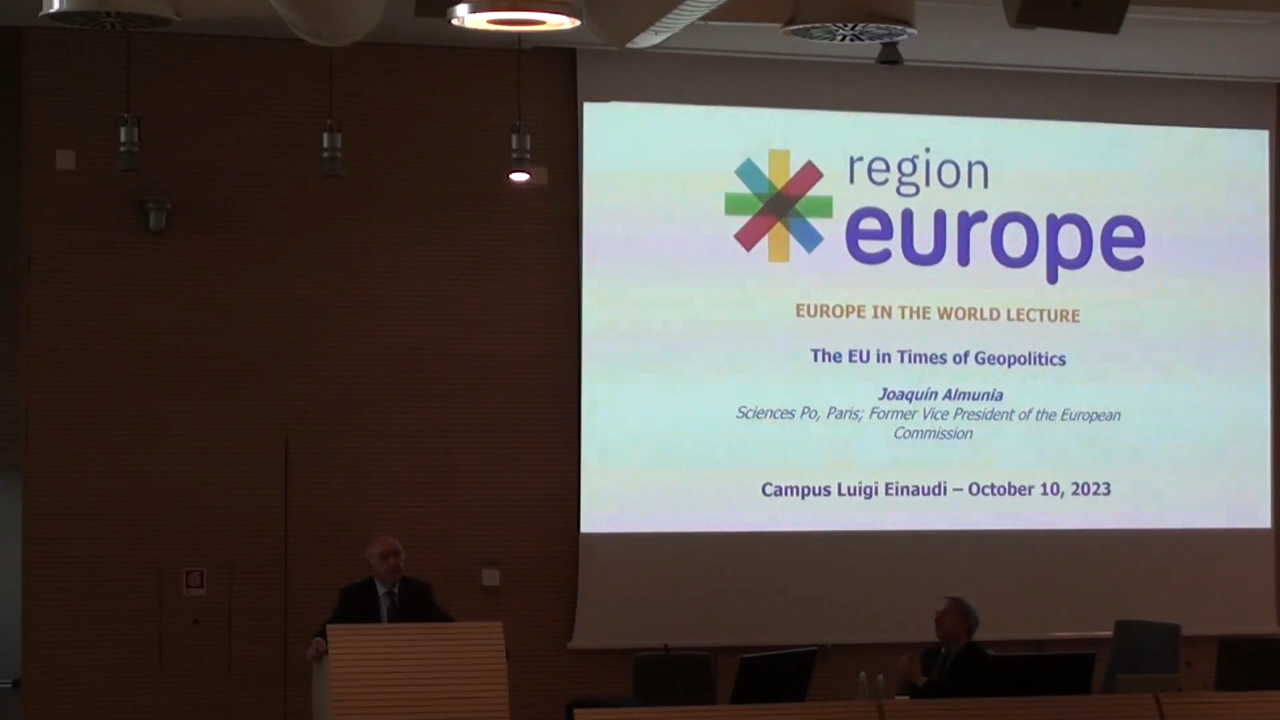 region
europe
EUROPE IN THE WORLD LECTURE
The EU in Times of Geopolitics
Joaquín Almunia
Sciences Po, Paris; Former Vice President of the European
Commission
Campus Luigi Einaudi – October 10, 2023